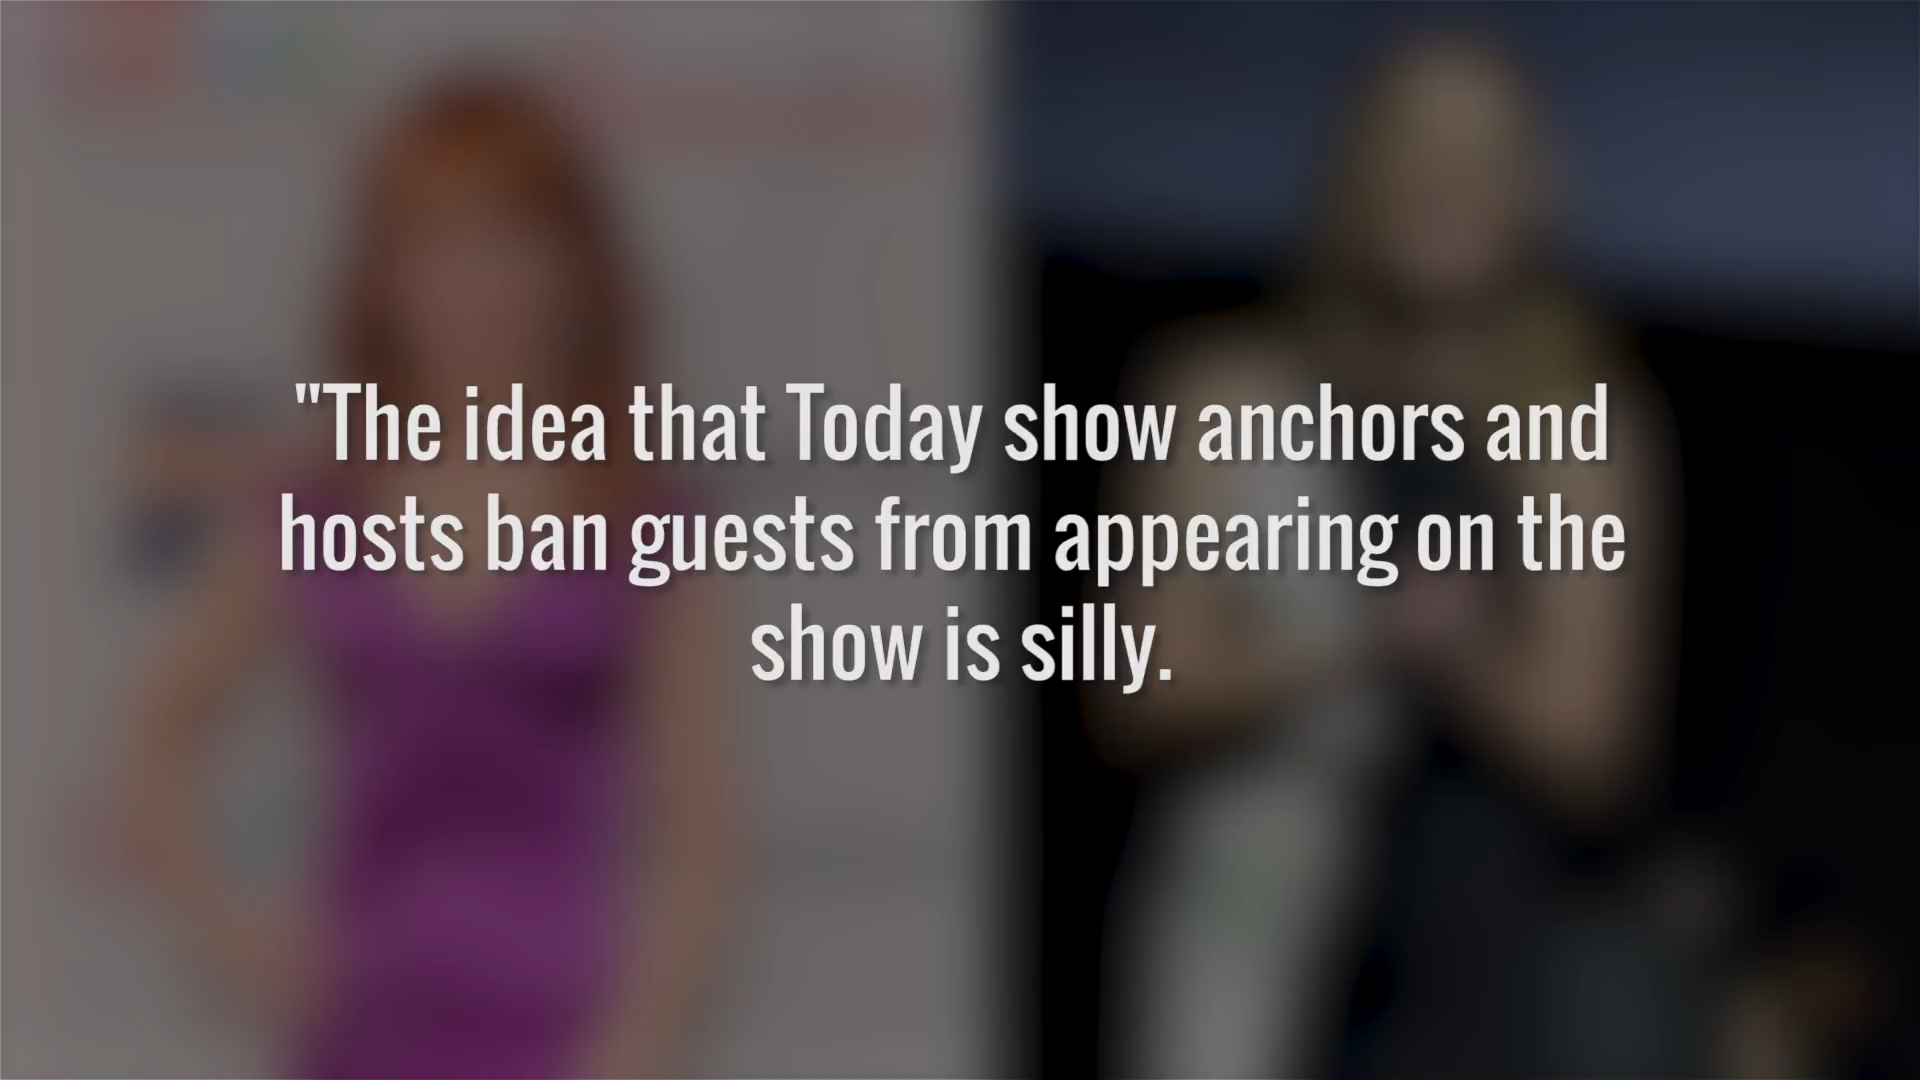 "The idea that Today show anchors and
hosts ban guests from appearing on the
show is silly.